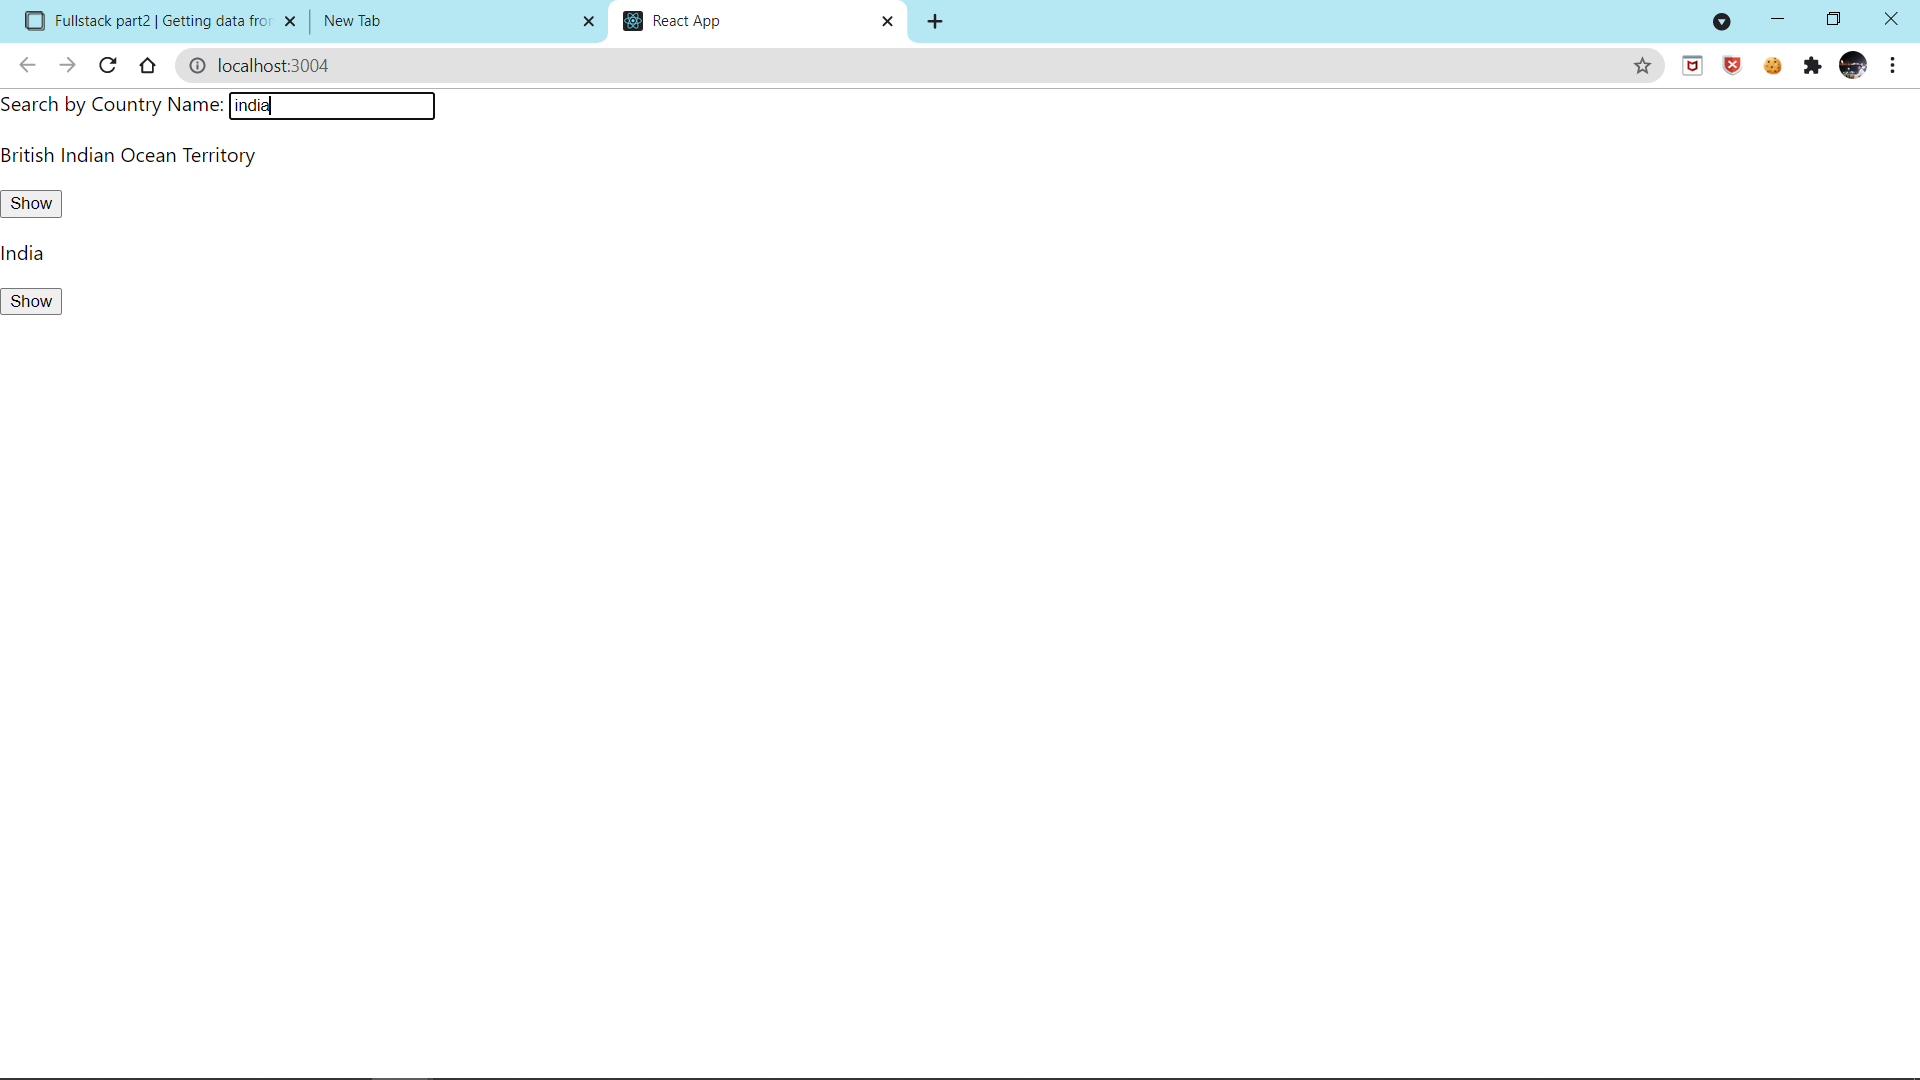 Fullstack part2 | Getting data from
New Tab
React App
localhost:3004
Search by Country Name: india
British Indian Ocean Territory
Show
India
Show